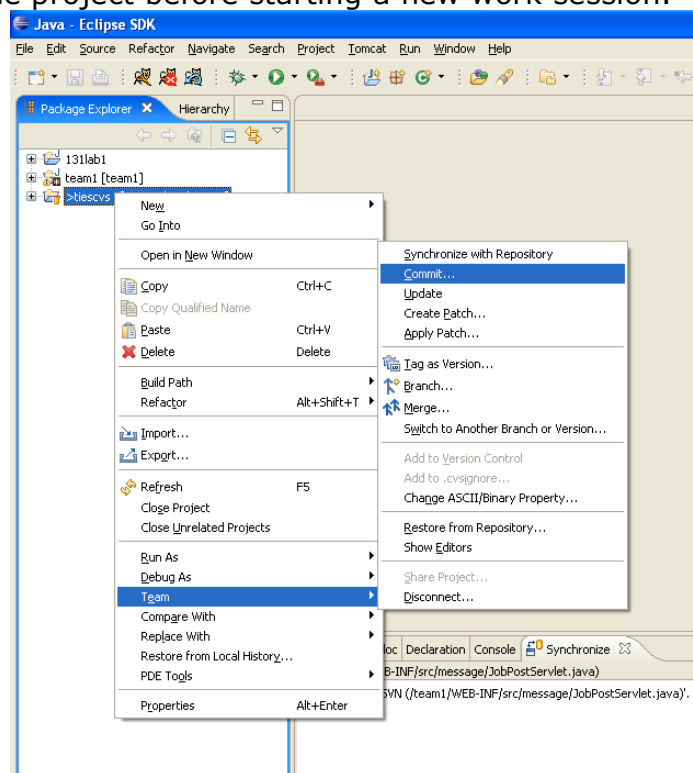 project before starting a new work session.
Java - Eclipse SDK
File Edit Source Refactor Navigate Search Project Tomcat Run Window Help
Package Explorer Hierarchy
131lab1
team1 [team1]
>tiescvs
New
Go Into
Open in New Window
Copy Ctrl+C
Copy Qualified Name
Paste Ctrl+V
Delete Delete
Build Path
Refactor Alt+Shift+T
Import...
Export...
Refresh F5
Close Project
Close Unrelated Projects
Run As
Debug As
Team
Compare With
Replace With
Restore from Local History...
PDE Tools
Properties Alt+Enter
Synchronize with Repository
Commit...
Update
Create Patch...
Apply Patch...
Tag as Version...
Branch...
Merge...
Switch to Another Branch or Version...
Add to Version Control
Add to .cvsignore...
Change ASCII/Binary Property...
Restore from Repository...
Show Editors
Share Project...
Disconnect...
Declaration Console Synchronize
B-INF/src/message/JobPostServlet.java)
SVN (/team1/WEB-INF/src/message/JobPostServlet.java)'.